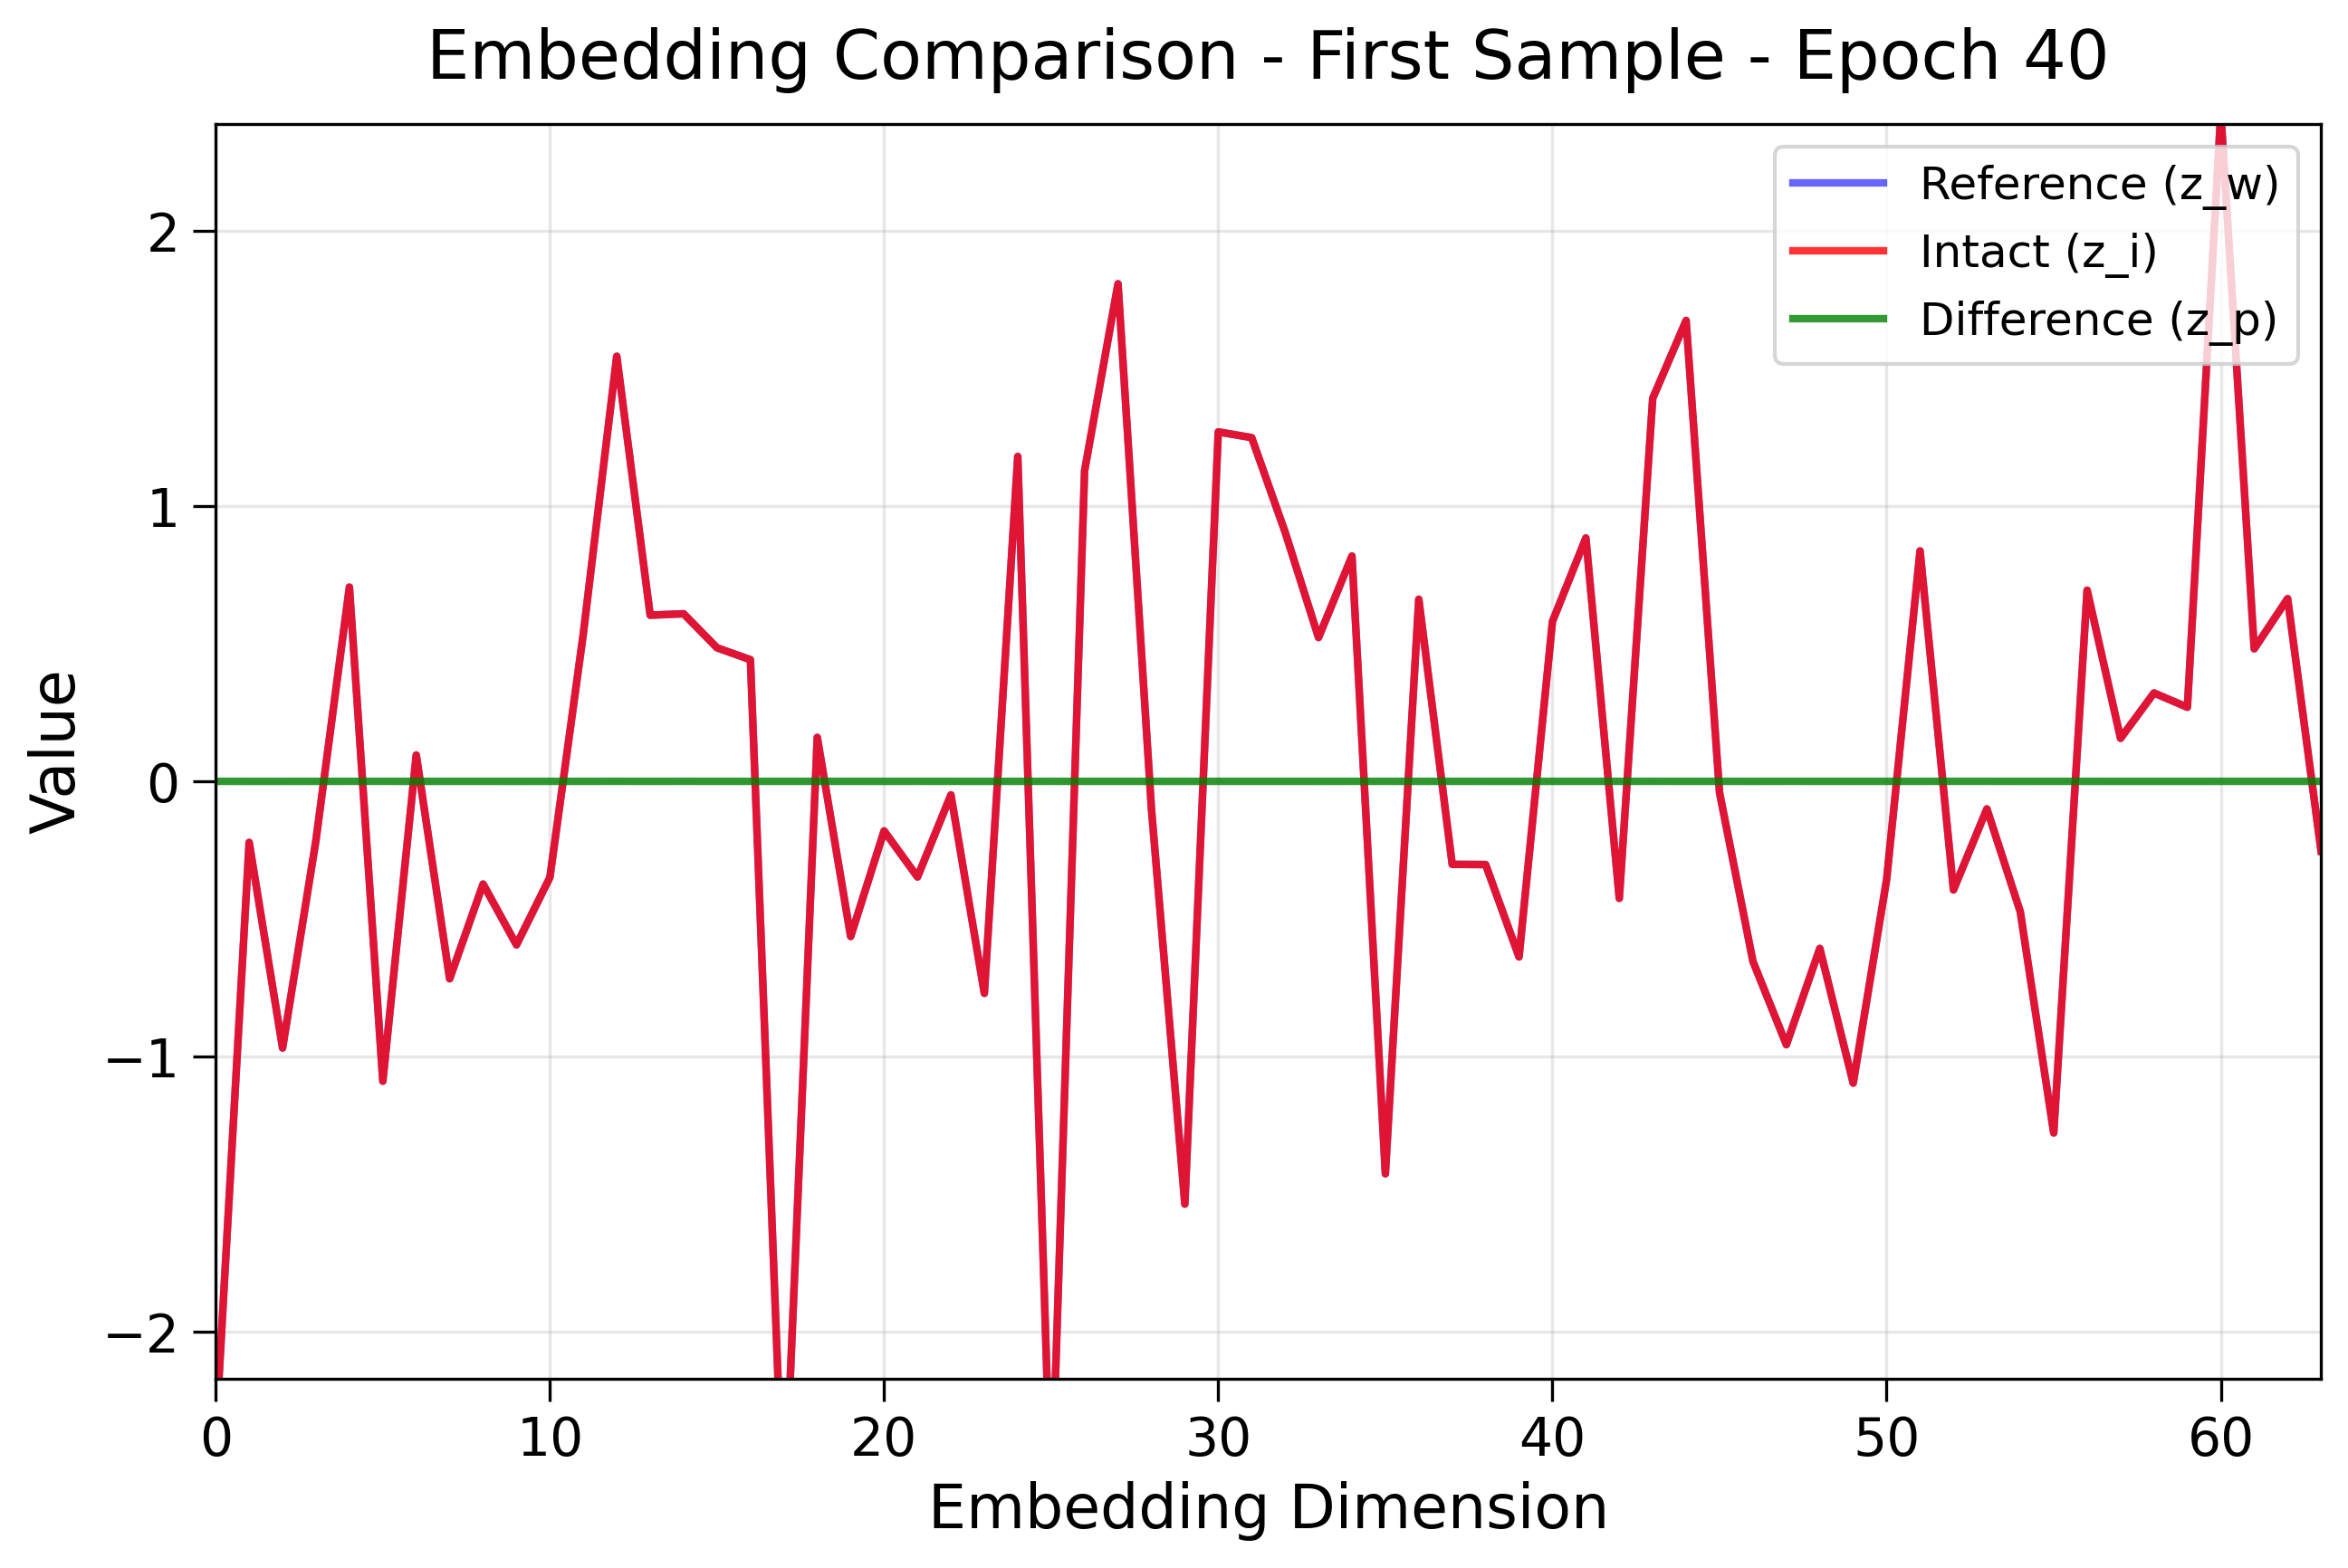 Embedding Comparison - First Sample - Epoch 40
Reference (z_w)
Intact (z_i)
Difference (z_p)
Value
2
1
0
−1
−2
0 10 20 30 40 50 60
Embedding Dimension